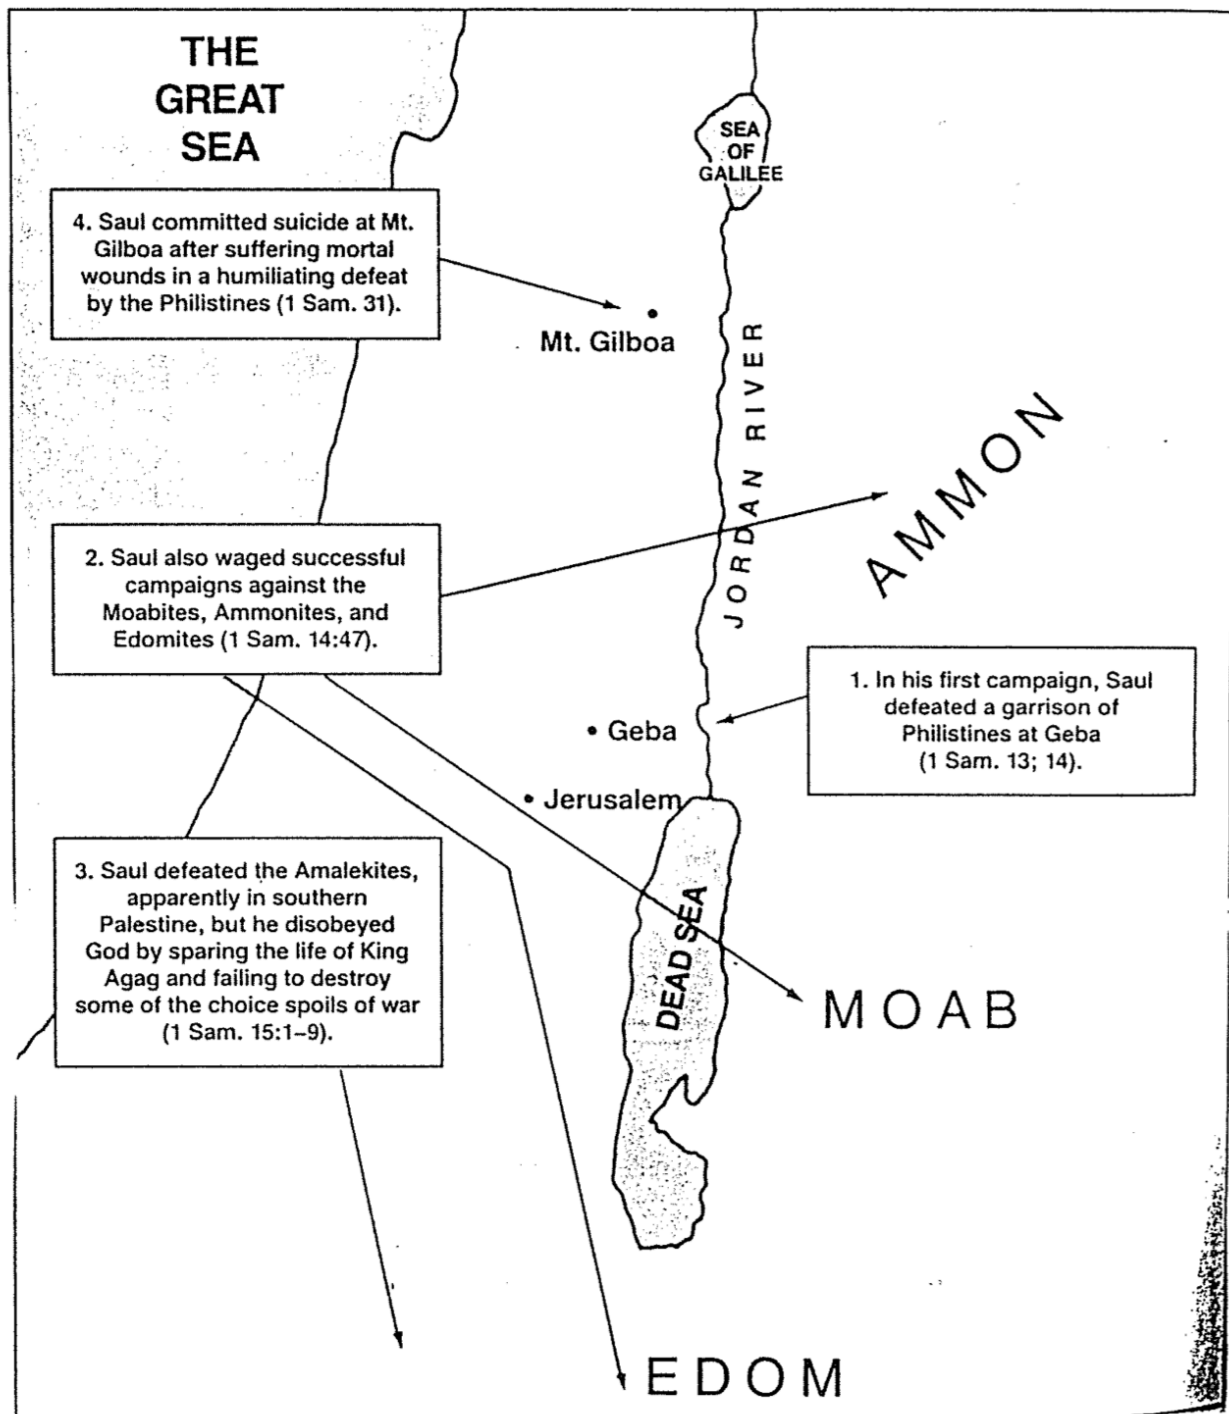 THE
GREAT
SEA
SEA
OF
GALILEE
4. Saul committed suicide at Mt.
Gilboa after suffering mortal
wounds in a humiliating defeat
by the Philistines (1 Sam. 31).
Mt. Gilboa
JORDAN RIVER
AMMON
2. Saul also waged successful
campaigns against the
Moabites, Ammonites, and
Edomites (1 Sam. 14:47).
1. In his first campaign, Saul
defeated a garrison of
Philistines at Geba
(1 Sam. 13; 14).
Geba
Jerusalem
3. Saul defeated the Amalekites,
apparently in southern
Palestine, but he disobeyed
God by sparing the life of King
Agag and failing to destroy
some of the choice spoils of war
(1 Sam. 15:1–9).
DEAD SEA
MOAB
EDOM